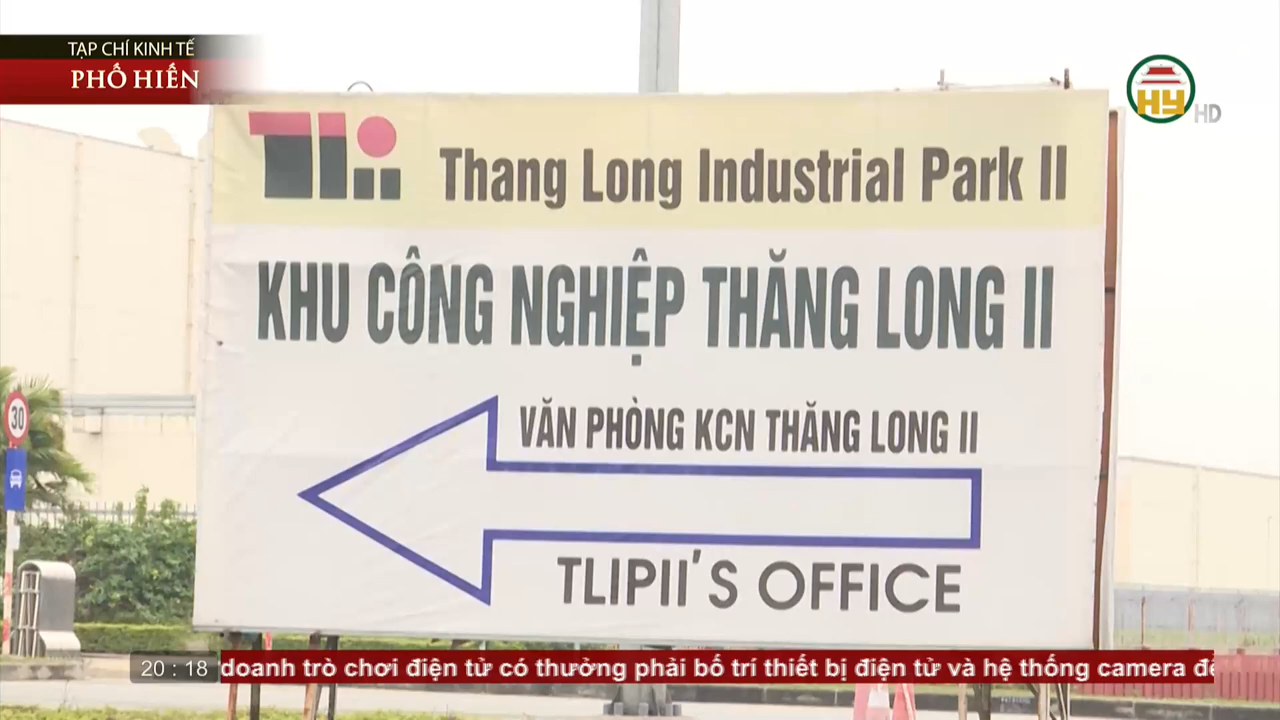 TẠP CHÍ KINH TẾ
PHỐ HIẾN
HY HD
TLii
Thang Long Industrial Park II
KHU CÔNG NGHIỆP THĂNG LONG II
30
VĂN PHÒNG KCN THĂNG LONG II
TLIPII'S OFFICE
20 : 18 doanh trò chơi điện tử có thưởng phải bố trí thiết bị điện tử và hệ thống camera để